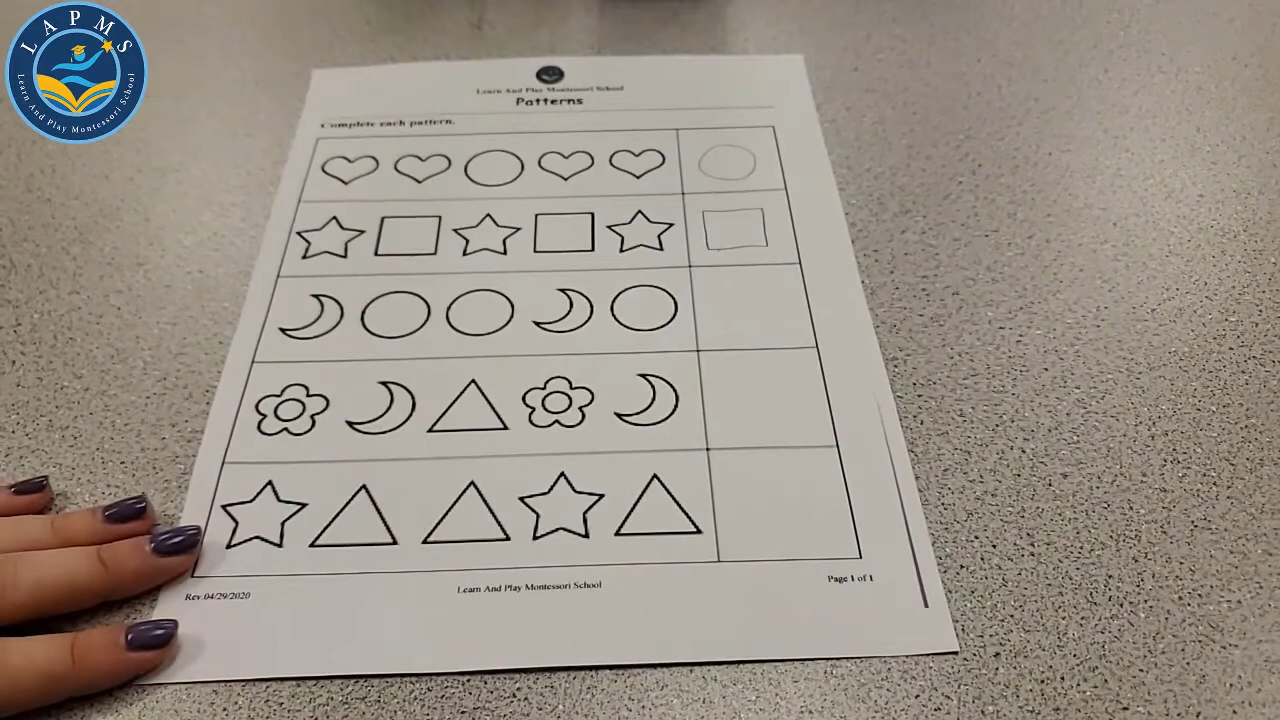 LAPMS
Learn And Play Montessori School
Learn And Play Montessori School
Patterns
Complete each pattern.
Rev.04/29/2020
Learn And Play Montessori School
Page 1 of 1